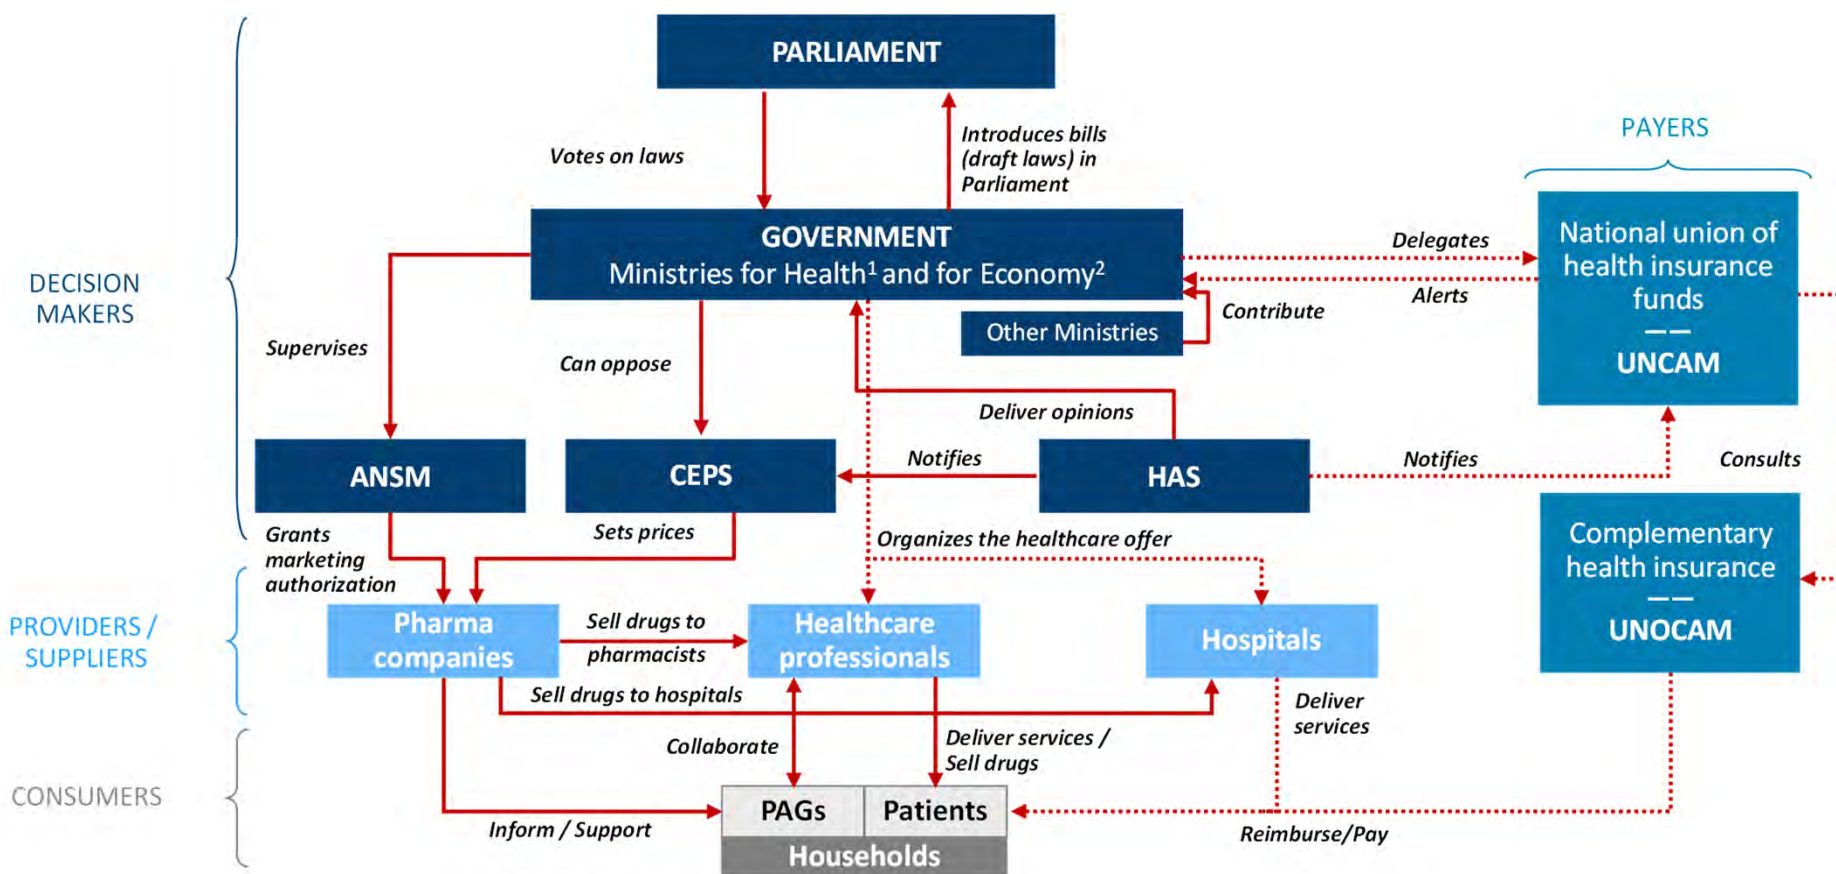 PARLIAMENT
Votes on laws
Introduces bills
(draft laws) in
Parliament
PAYERS
GOVERNMENT
Ministries for Health¹ and for Economy²
Delegates
Alerts
National union of
health insurance
funds
——
UNCAM
DECISION
MAKERS
Other Ministries
Contribute
Supervises
Can oppose
Deliver opinions
ANSM
CEPS
Notifies
HAS
Notifies
Consults
Grants
marketing
authorization
Sets prices
Organizes the healthcare offer
Complementary
health insurance
——
UNOCAM
PROVIDERS /
SUPPLIERS
Pharma
companies
Sell drugs to
pharmacists
Healthcare
professionals
Hospitals
Sell drugs to hospitals
Deliver
services
Collaborate
Deliver services /
Sell drugs
CONSUMERS
PAGs
Patients
Inform / Support
Reimburse/Pay
Households